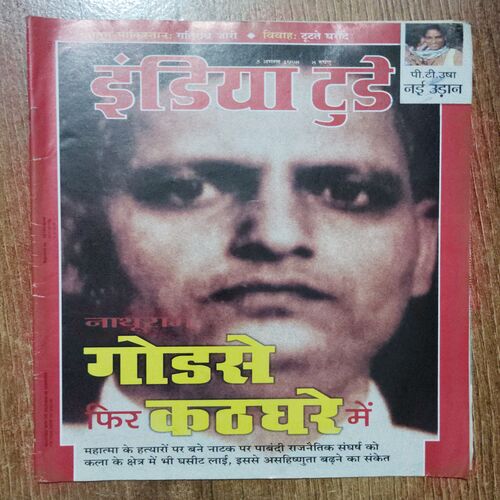 गतिरोध जारी • विवाह: टूटते घरौंदे
इंडिया टुडे
पी.टी.उषा
नई उड़ान
नाथूराम
गोडसे
फिर कठघरे में
महात्मा के हत्यारों पर बने नाटक पर पाबंदी राजनैतिक संघर्ष को
कला के क्षेत्र में भी घसीट लाई, इससे असहिष्णुता बढ़ने का संकेत